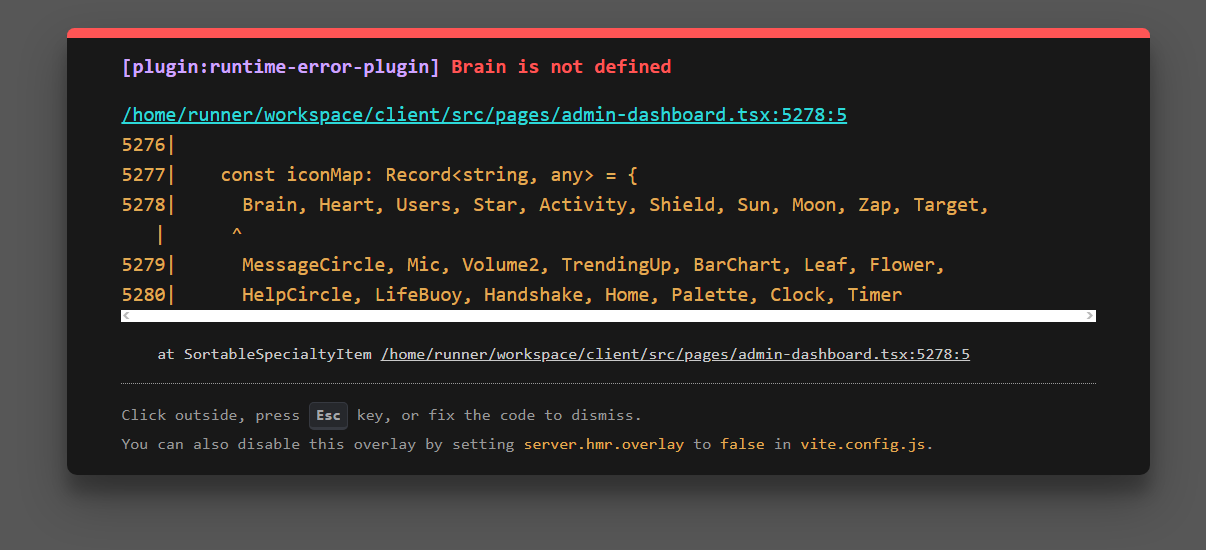 [plugin:runtime-error-plugin] Brain is not defined
/home/runner/workspace/client/src/pages/admin-dashboard.tsx:5278:5
5276|
5277|    const iconMap: Record<string, any> = {
5278|      Brain, Heart, Users, Star, Activity, Shield, Sun, Moon, Zap, Target,
   |      ^
5279|      MessageCircle, Mic, Volume2, TrendingUp, BarChart, Leaf, Flower,
5280|      HelpCircle, LifeBuoy, Handshake, Home, Palette, Clock, Timer
    at SortableSpecialtyItem /home/runner/workspace/client/src/pages/admin-dashboard.tsx:5278:5
Click outside, press Esc key, or fix the code to dismiss.
You can also disable this overlay by setting server.hmr.overlay to false in vite.config.js.